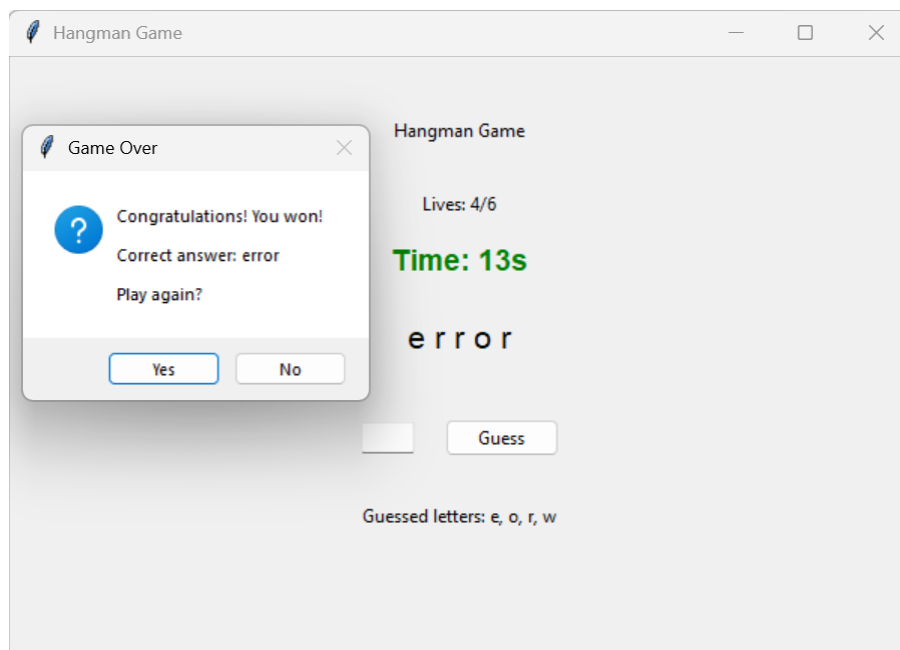 Hangman Game
Hangman Game
Lives: 4/6
Time: 13s
e r r o r
Guess
Guessed letters: e, o, r, w
Game Over
Congratulations! You won!
Correct answer: error
Play again?
Yes
No